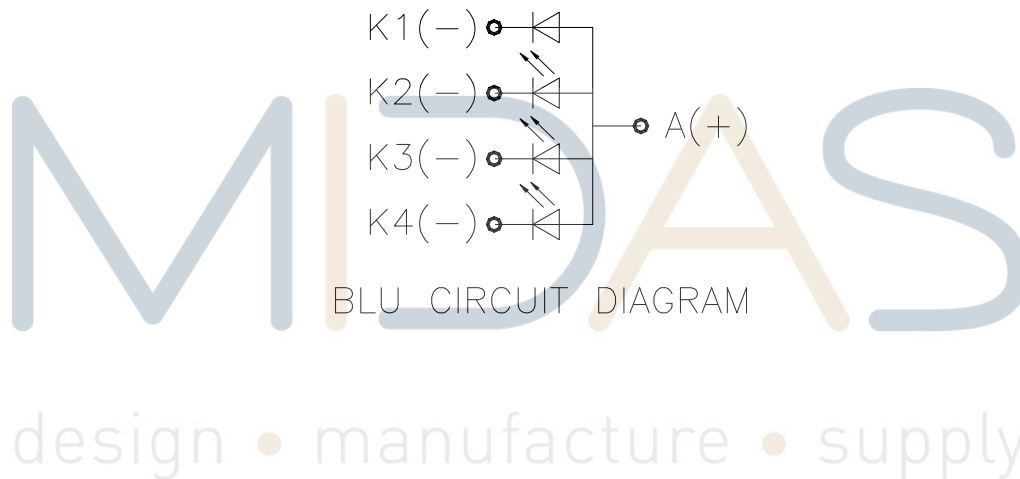 K1(-)
K2(-)
A(+)
K3(-)
K4(-)
BLU CIRCUIT DIAGRAM
MIDAS
design • manufacture • supply